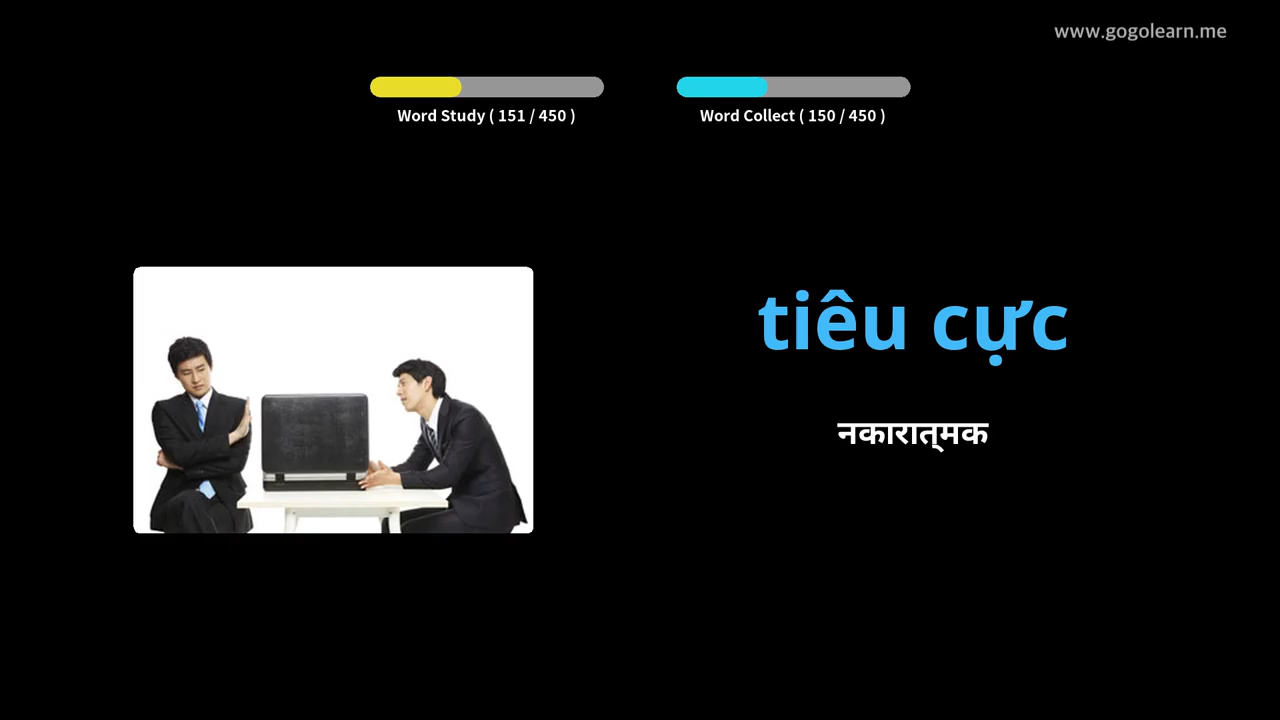 www.gogolearn.me
Word Study ( 151 / 450 )
Word Collect ( 150 / 450 )
tiêu cực
नकारात्मक